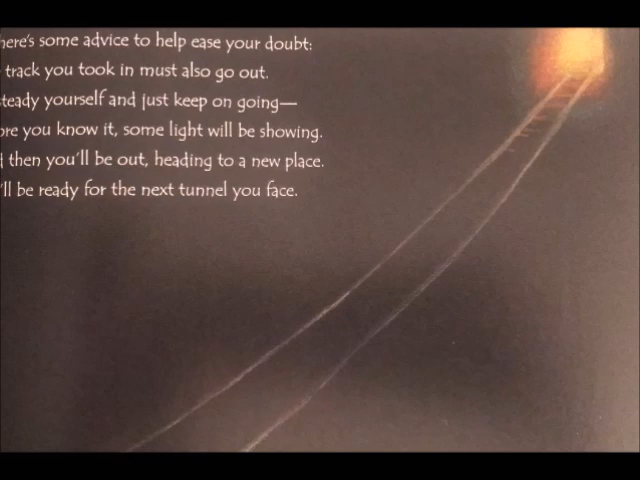 here's some advice to help ease your doubt:
track you took in must also go out.
steady yourself and just keep on going—
ore you know it, some light will be showing.
then you'll be out, heading to a new place.
'll be ready for the next tunnel you face.